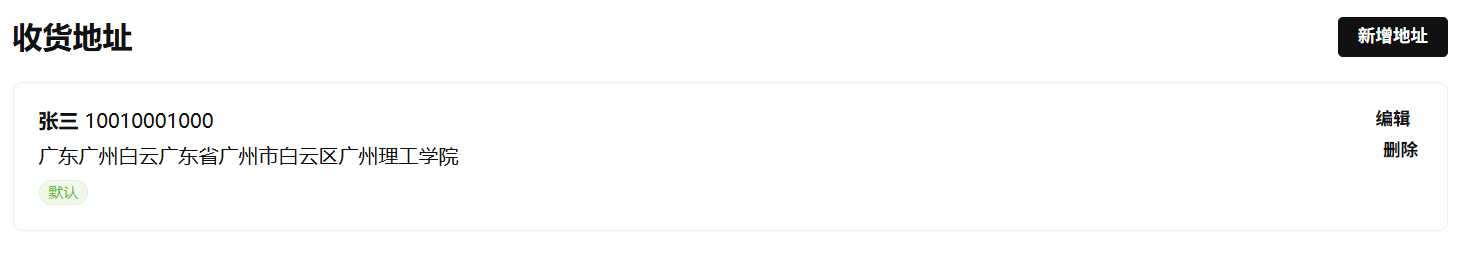 收货地址
新增地址
张三 10010001000
编辑
广东广州白云广东省广州市白云区广州理工学院
删除
默认